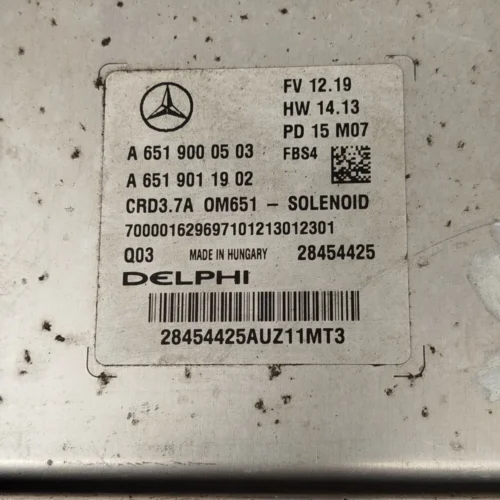 FV 12.19
HW 14.13
PD 15 M07
A 651 900 05 03 FBS4
A 651 901 19 02
CRD3.7A OM651 – SOLENOID
700001629697101213012301
Q03 MADE IN HUNGARY 28454425
DELPHI
28454425AUZ11MT3